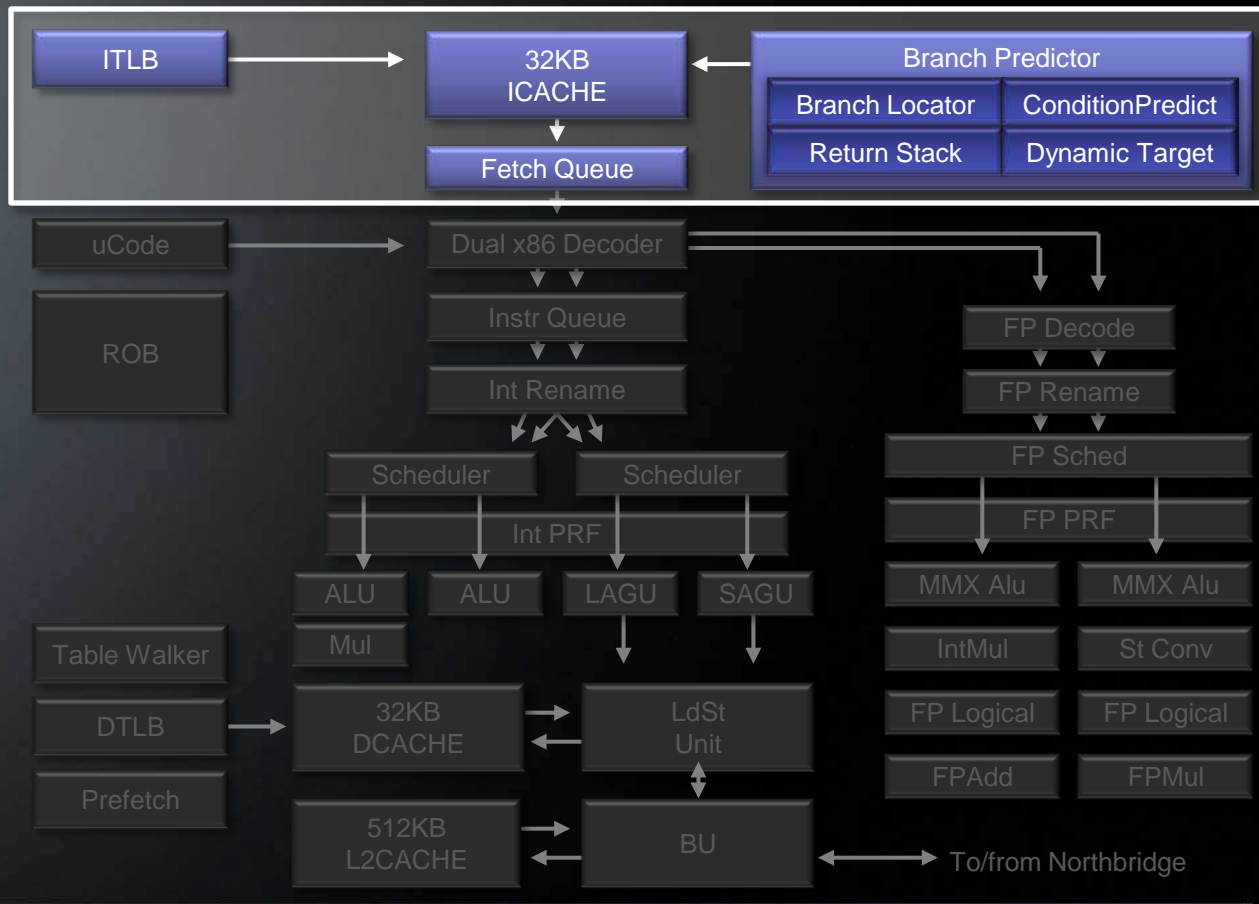 ITLB
32KB
ICACHE
Branch Predictor
Branch Locator
ConditionPredict
Return Stack
Dynamic Target
Fetch Queue
uCode
Dual x86 Decoder
ROB
Instr Queue
FP Decode
Int Rename
FP Rename
Scheduler
Scheduler
FP Sched
Int PRF
FP PRF
ALU
ALU
LAGU
SAGU
MMX Alu
MMX Alu
Mul
Table Walker
IntMul
St Conv
DTLB
32KB
DCACHE
LdSt
Unit
FP Logical
FP Logical
Prefetch
FPAdd
FPMul
512KB
L2CACHE
BU
To/from Northbridge